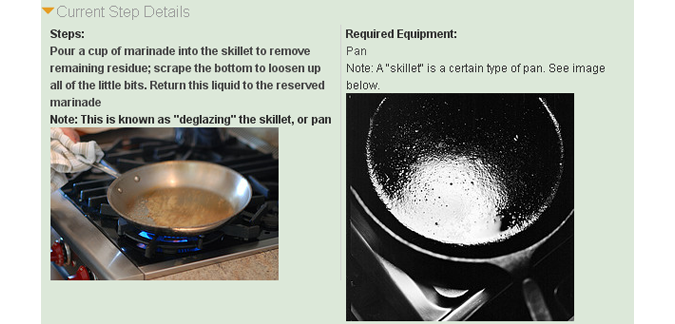 Current Step Details
Steps:
Pour a cup of marinade into the skillet to remove
remaining residue; scrape the bottom to loosen up
all of the little bits. Return this liquid to the reserved
marinade
Note: This is known as "deglazing" the skillet, or pan
Required Equipment:
Pan
Note: A "skillet" is a certain type of pan. See image
below.